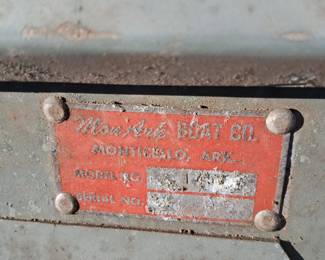 MonArk BOAT CO.
MONTICELLO, ARK.
MODEL NO.
SERIAL NO.